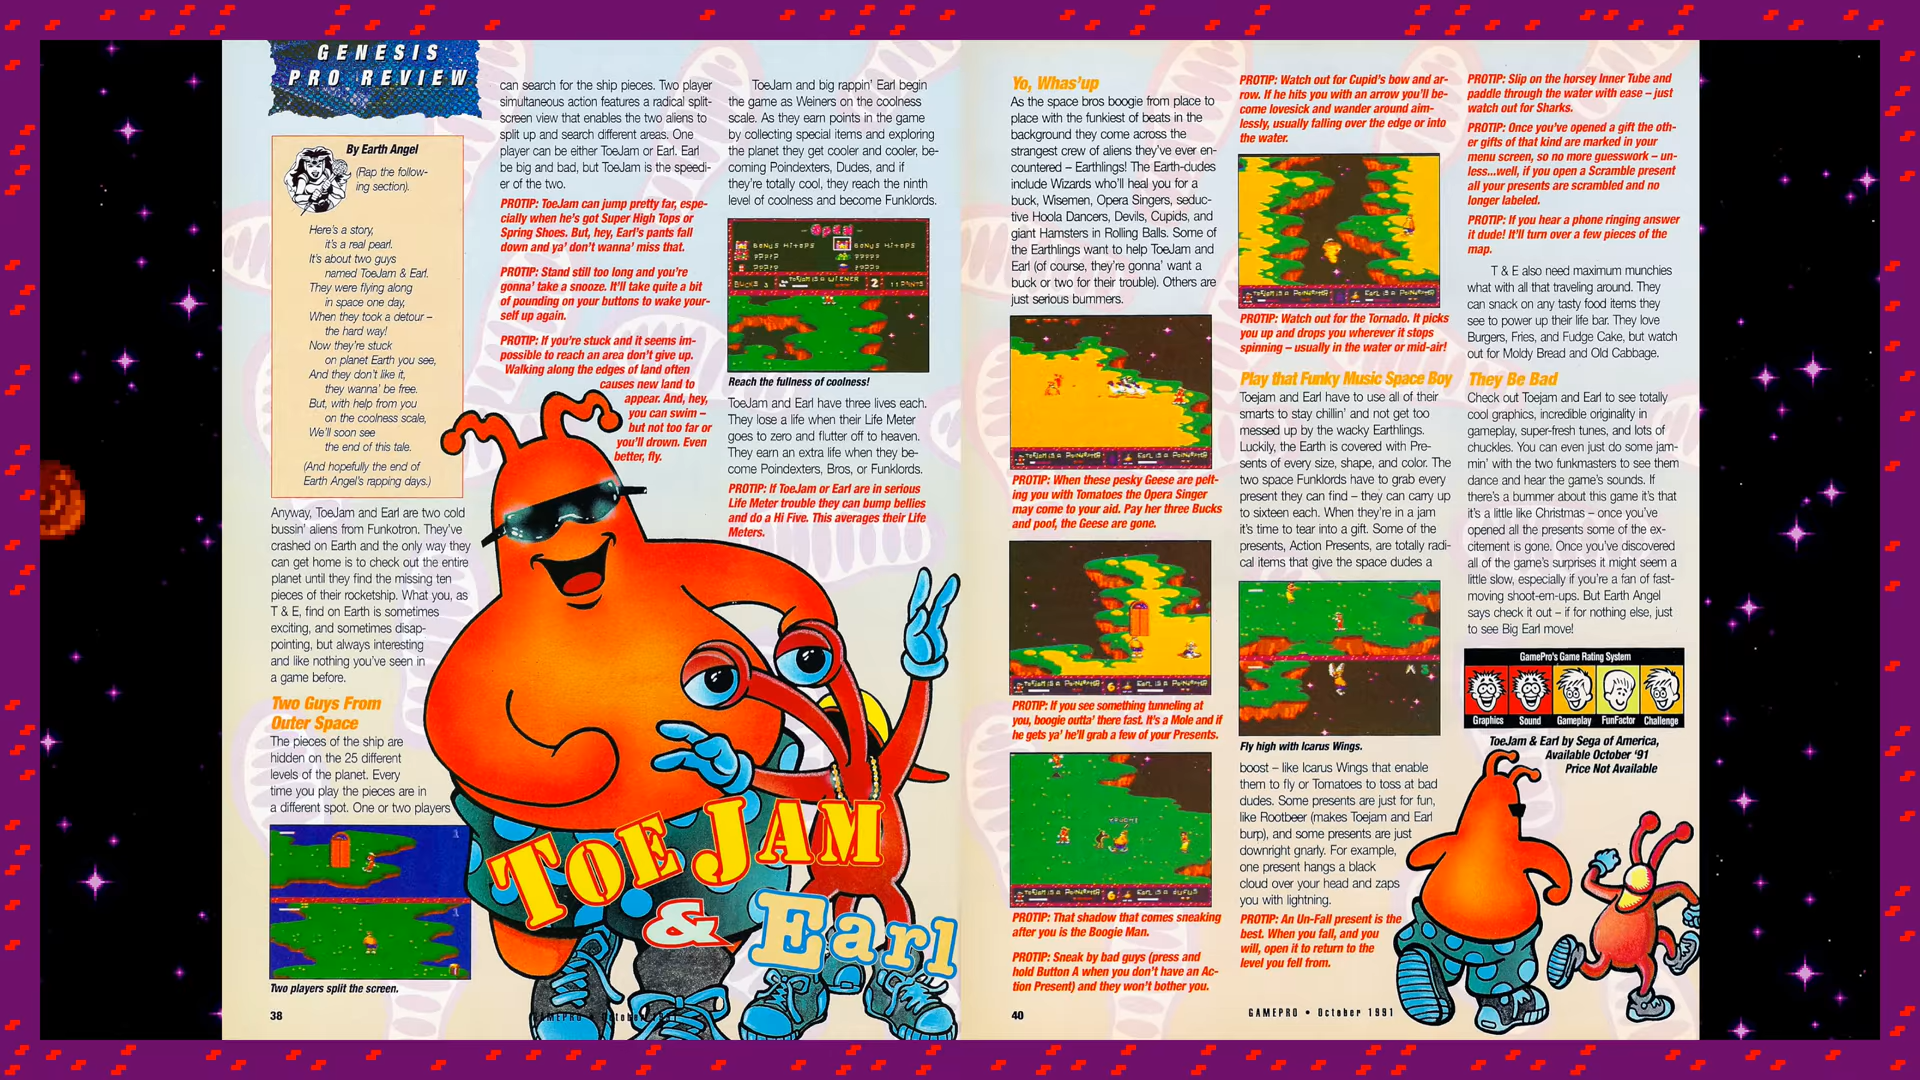 GENESIS
PRO REVIEW
By Earth Angel
(Rap the follow-
ing section).
Here's a story,
it's a real pearl.
It's about two guys
named ToeJam & Earl.
They were flying along
in space one day,
When they took a detour –
the hard way!
Now they're stuck
on planet Earth you see,
And they don't like it,
they wanna' be free.
But, with help from you
on the coolness scale,
We'll soon see
the end of this tale.
(And hopefully the end of
Earth Angel's rapping days.)
Anyway, ToeJam and Earl are two cold
bussin' aliens from Funkotron. They've
crashed on Earth and the only way they
can get home is to check out the entire
planet until they find the missing ten
pieces of their rocketship. What you, as
T & E, find on Earth is sometimes
exciting, and sometimes disap-
pointing, but always interesting
and like nothing you've seen in
a game before.
Two Guys From
Outer Space
The pieces of the ship are
hidden on the 25 different
levels of the planet. Every
time you play the pieces are in
a different spot. One or two players
Two players split the screen.
38
can search for the ship pieces. Two player
simultaneous action features a radical split-
screen view that enables the two aliens to
split up and search different areas. One
player can be either ToeJam or Earl. Earl
be big and bad, but ToeJam is the speedi-
er of the two.
PROTIP: ToeJam can jump pretty far, espe-
cially when he's got Super High Tops or
Spring Shoes. But, hey, Earl's pants fall
down and ya' don't wanna' miss that.
PROTIP: Stand still too long and you're
gonna' take a snooze. It'll take quite a bit
of pounding on your buttons to wake your-
self up again.
PROTIP: If you're stuck and it seems im-
possible to reach an area don't give up.
Walking along the edges of land often
causes new land to
appear. And, hey,
you can swim –
but not too far or
you'll drown. Even
better, fly.
ToeJam and big rappin' Earl begin
the game as Weiners on the coolness
scale. As they earn points in the game
by collecting special items and exploring
the planet they get cooler and cooler, be-
coming Poindexters, Dudes, and if
they're totally cool, they reach the ninth
level of coolness and become Funklords.
Open
BONUS HITOPS
BONUS HITOPS
Reach the fullness of coolness!
ToeJam and Earl have three lives each.
They lose a life when their Life Meter
goes to zero and flutter off to heaven.
They earn an extra life when they be-
come Poindexters, Bros, or Funklords.
PROTIP: If ToeJam or Earl are in serious
Life Meter trouble they can bump bellies
and do a Hi Five. This averages their Life
Meters.
TOEJAM
&
Earl
GAMEPRO • October 1991
Yo, Whas'up
As the space bros boogie from place to
place with the funkiest of beats in the
background they come across the
strangest crew of aliens they've ever en-
countered – Earthlings! The Earth-dudes
include Wizards who'll heal you for a
buck, Wisemen, Opera Singers, seduc-
tive Hoola Dancers, Devils, Cupids, and
giant Hamsters in Rolling Balls. Some of
the Earthlings want to help ToeJam and
Earl (of course, they're gonna' want a
buck or two for their trouble). Others are
just serious bummers.
PROTIP: When these pesky Geese are pelt-
ing you with Tomatoes the Opera Singer
may come to your aid. Pay her three Bucks
and poof, the Geese are gone.
PROTIP: If you see something tunneling at
you, boogie outta' there fast. It's a Mole and if
he gets ya' he'll grab a few of your Presents.
PROTIP: That shadow that comes sneaking
after you is the Boogie Man.
PROTIP: Sneak by bad guys (press and
hold Button A when you don't have an Ac-
tion Present) and they won't bother you.
40
PROTIP: Watch out for Cupid's bow and ar-
row. If he hits you with an arrow you'll be-
come lovesick and wander around aim-
lessly, usually falling over the edge or into
the water.
PROTIP: Watch out for the Tornado. It picks
you up and drops you wherever it stops
spinning – usually in the water or mid-air!
Play that Funky Music Space Boy
Toejam and Earl have to use all of their
smarts to stay chillin' and not get too
messed up by the wacky Earthlings.
Luckily, the Earth is covered with Pre-
sents of every size, shape, and color. The
two space Funklords have to grab every
present they can find – they can carry up
to sixteen each. When they're in a jam
it's time to tear into a gift. Some of the
presents, Action Presents, are totally radi-
cal items that give the space dudes a
Fly high with Icarus Wings.
boost – like Icarus Wings that enable
them to fly or Tomatoes to toss at bad
dudes. Some presents are just for fun,
like Rootbeer (makes Toejam and Earl
burp), and some presents are just
downright gnarly. For example,
one present hangs a black
cloud over your head and zaps
you with lightning.
PROTIP: An Un-Fall present is the
best. When you fall, and you
will, open it to return to the
level you fell from.
GAMEPRO • October 1991
PROTIP: Slip on the horsey Inner Tube and
paddle through the water with ease – just
watch out for Sharks.
PROTIP: Once you've opened a gift the oth-
er gifts of that kind are marked in your
menu screen, so no more guesswork – un-
less...well, if you open a Scramble present
all your presents are scrambled and no
longer labeled.
PROTIP: If you hear a phone ringing answer
it dude! It'll turn over a few pieces of the
map.
T & E also need maximum munchies
what with all that traveling around. They
can snack on any tasty food items they
see to power up their life bar. They love
Burgers, Fries, and Fudge Cake, but watch
out for Moldy Bread and Old Cabbage.
They Be Bad
Check out Toejam and Earl to see totally
cool graphics, incredible originality in
gameplay, super-fresh tunes, and lots of
chuckles. You can even just do some jam-
min' with the two funkmasters to see them
dance and hear the game's sounds. If
there's a bummer about this game it's that
it's a little like Christmas – once you've
opened all the presents some of the ex-
citement is gone. Once you've discovered
all of the game's surprises it might seem a
little slow, especially if you're a fan of fast-
moving shoot-em-ups. But Earth Angel
says check it out – if for nothing else, just
to see Big Earl move!
GamePro's Game Rating System
Graphics Sound Gameplay FunFactor Challenge
ToeJam & Earl by Sega of America,
Available October '91
Price Not Available